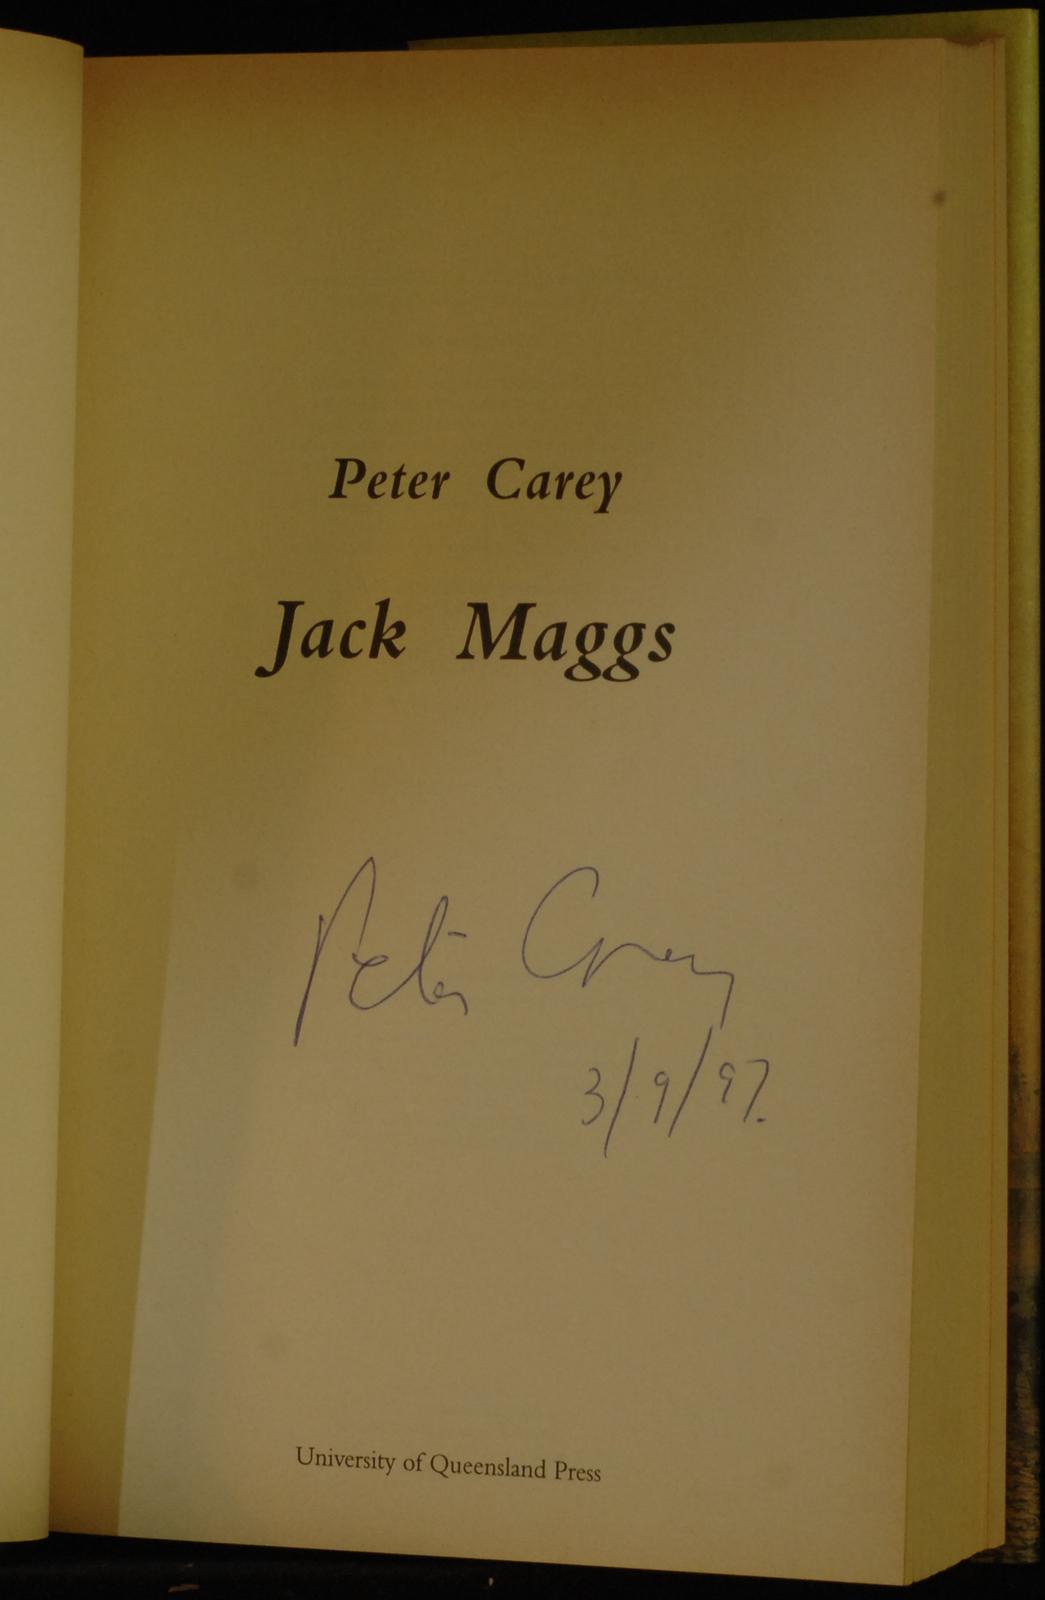 Peter Carey
Jack Maggs
Peter Carey
3/9/97.
University of Queensland Press